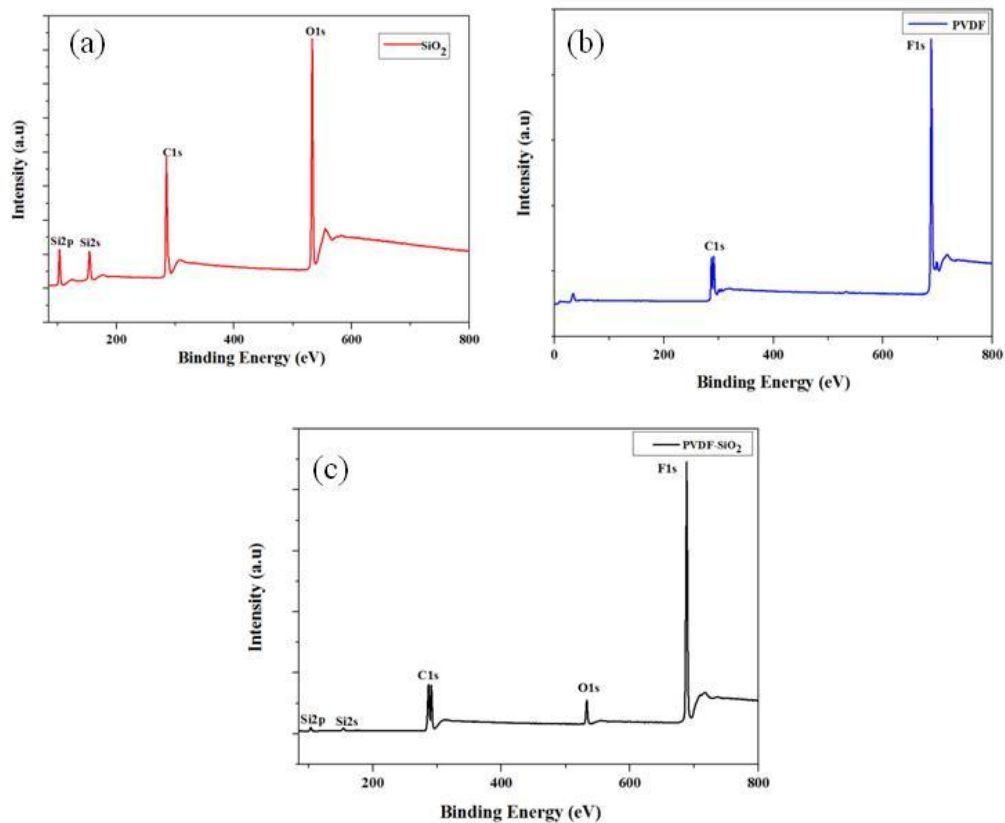 (a)
SiO2
O1s
C1s
Si2p
Si2s
Intensity (a.u)
200
400
600
800
Binding Energy (eV)
(b)
PVDF
F1s
C1s
Intensity (a.u)
0
200
400
600
800
Binding Energy (eV)
(c)
PVDF-SiO2
F1s
C1s
O1s
Si2p
Si2s
Intensity (a.u)
200
400
600
800
Binding Energy (eV)